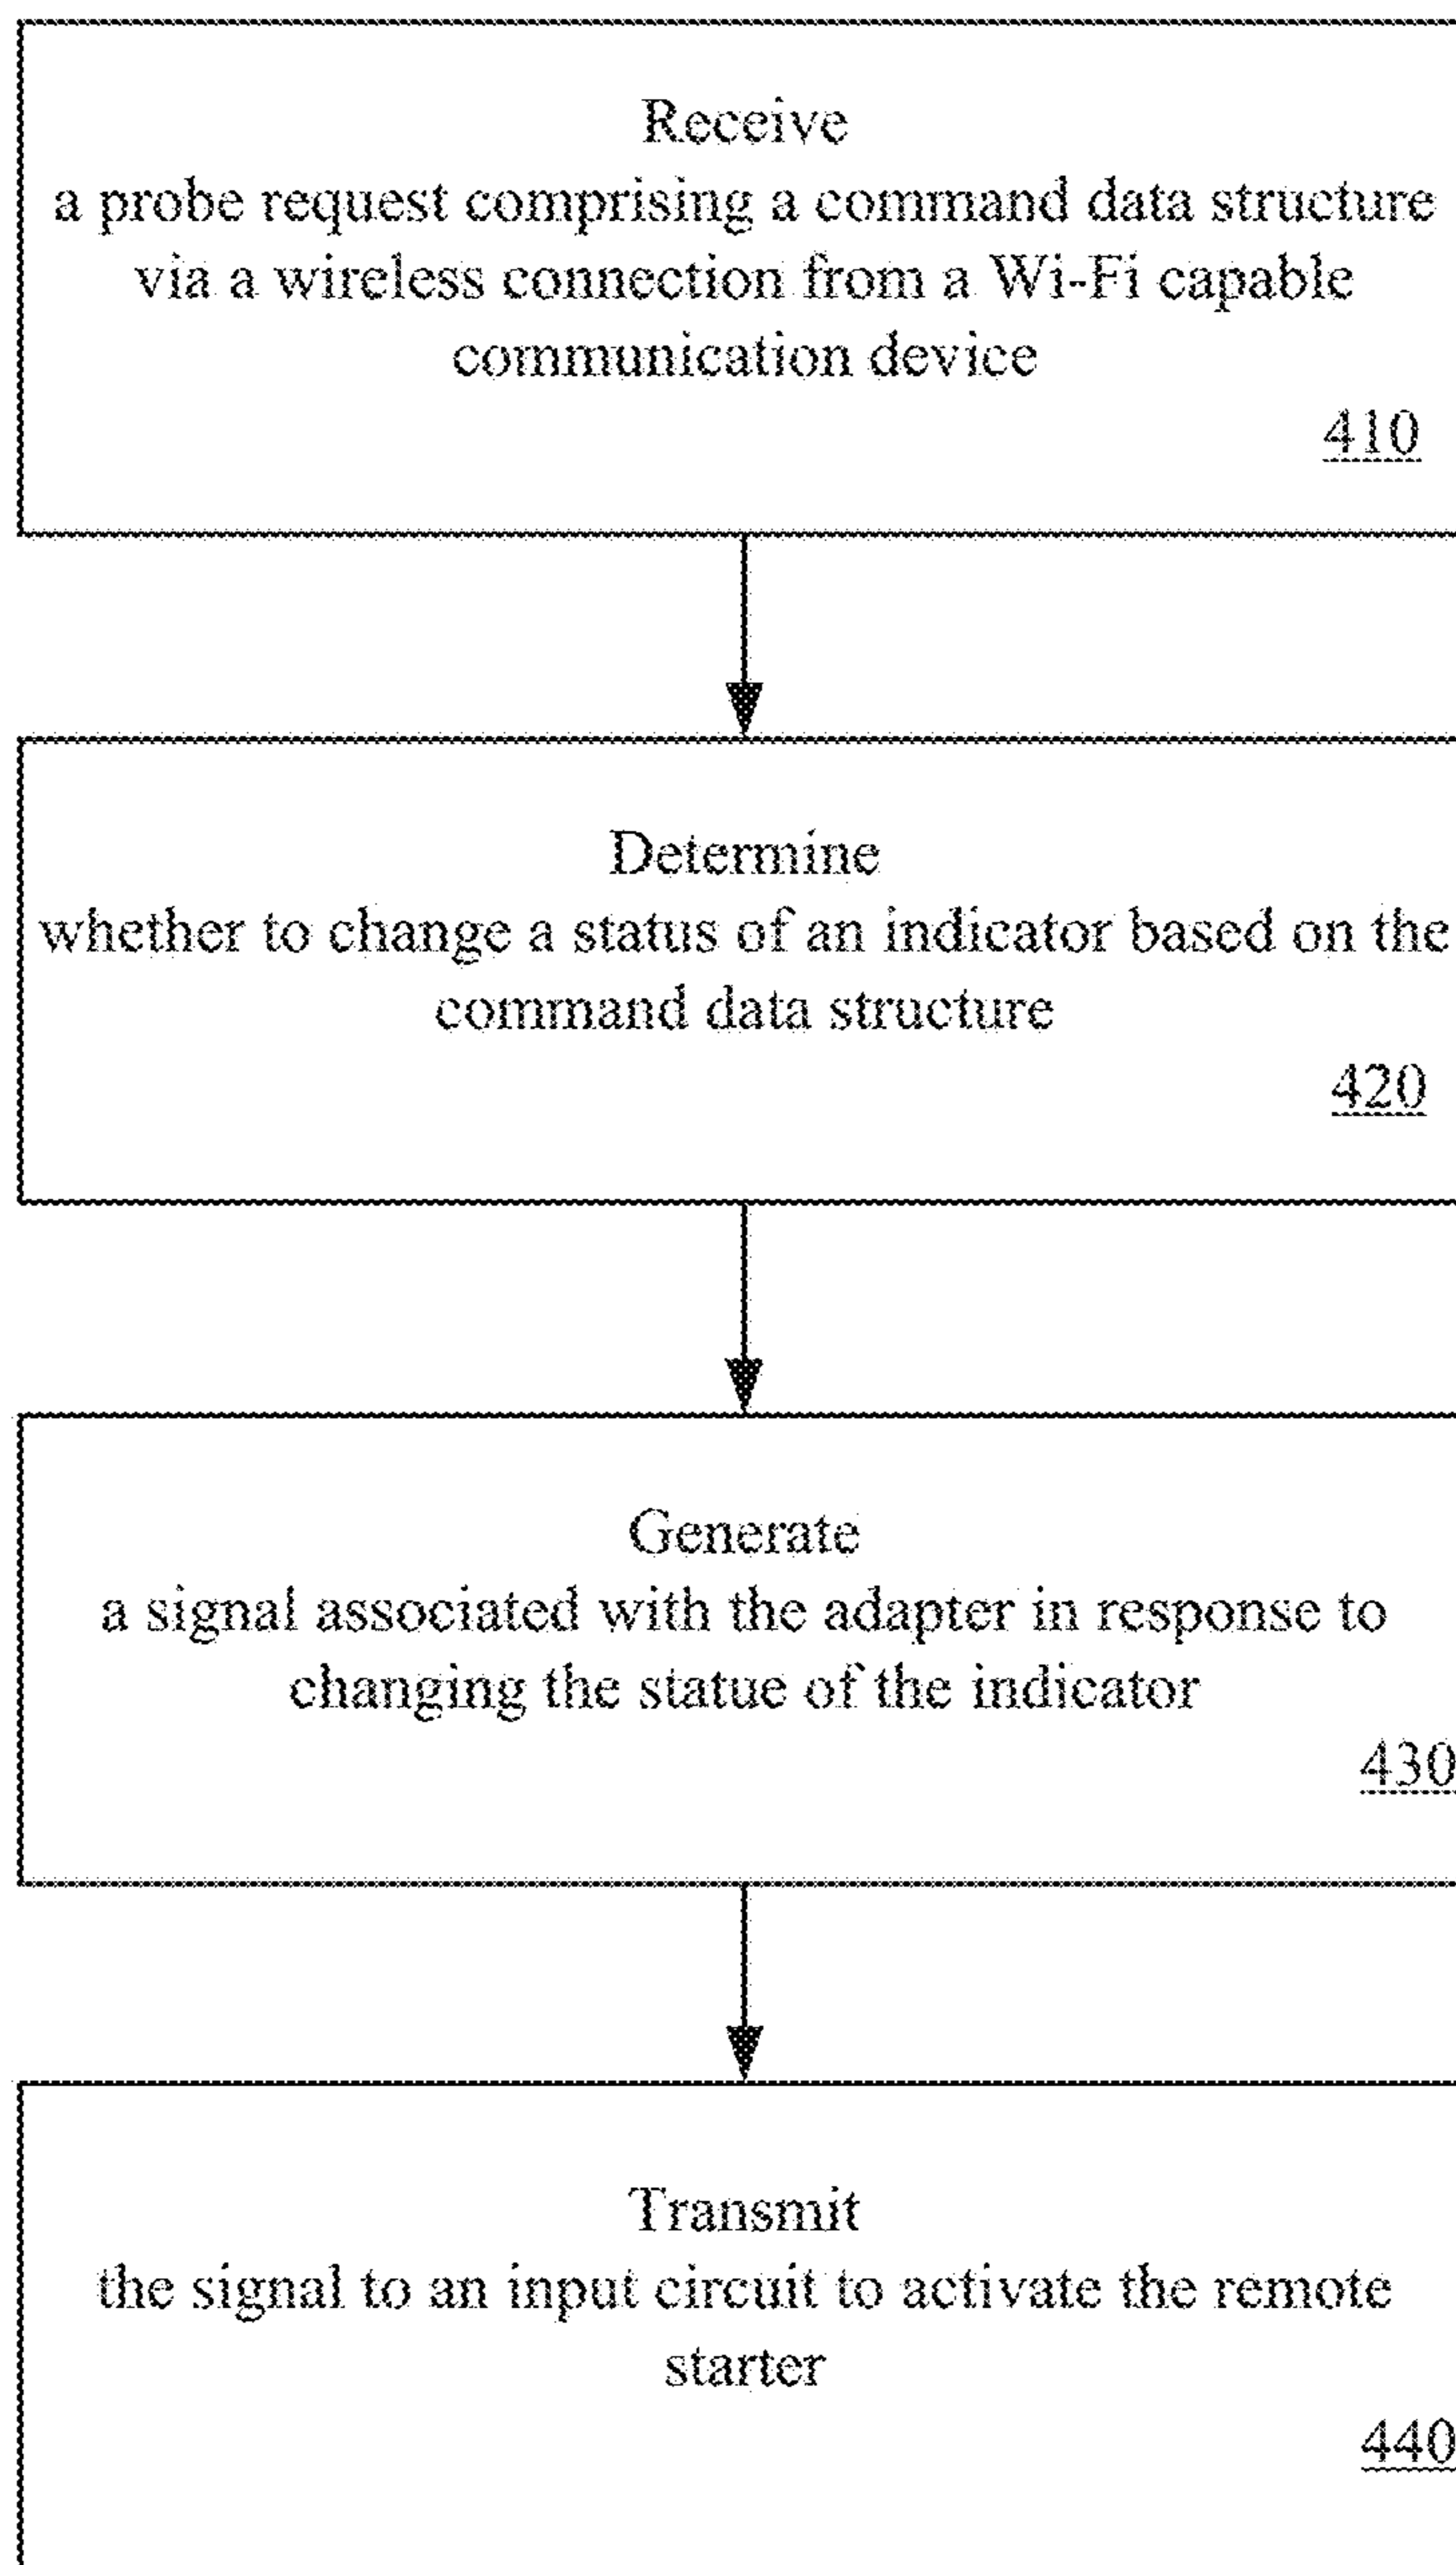 Receive
a probe request comprising a command data structure
via a wireless connection from a Wi-Fi capable
communication device
410
Determine
whether to change a status of an indicator based on the
command data structure
420
Generate
a signal associated with the adapter in response to
changing the statue of the indicator
430
Transmit
the signal to an input circuit to activate the remote
starter
440